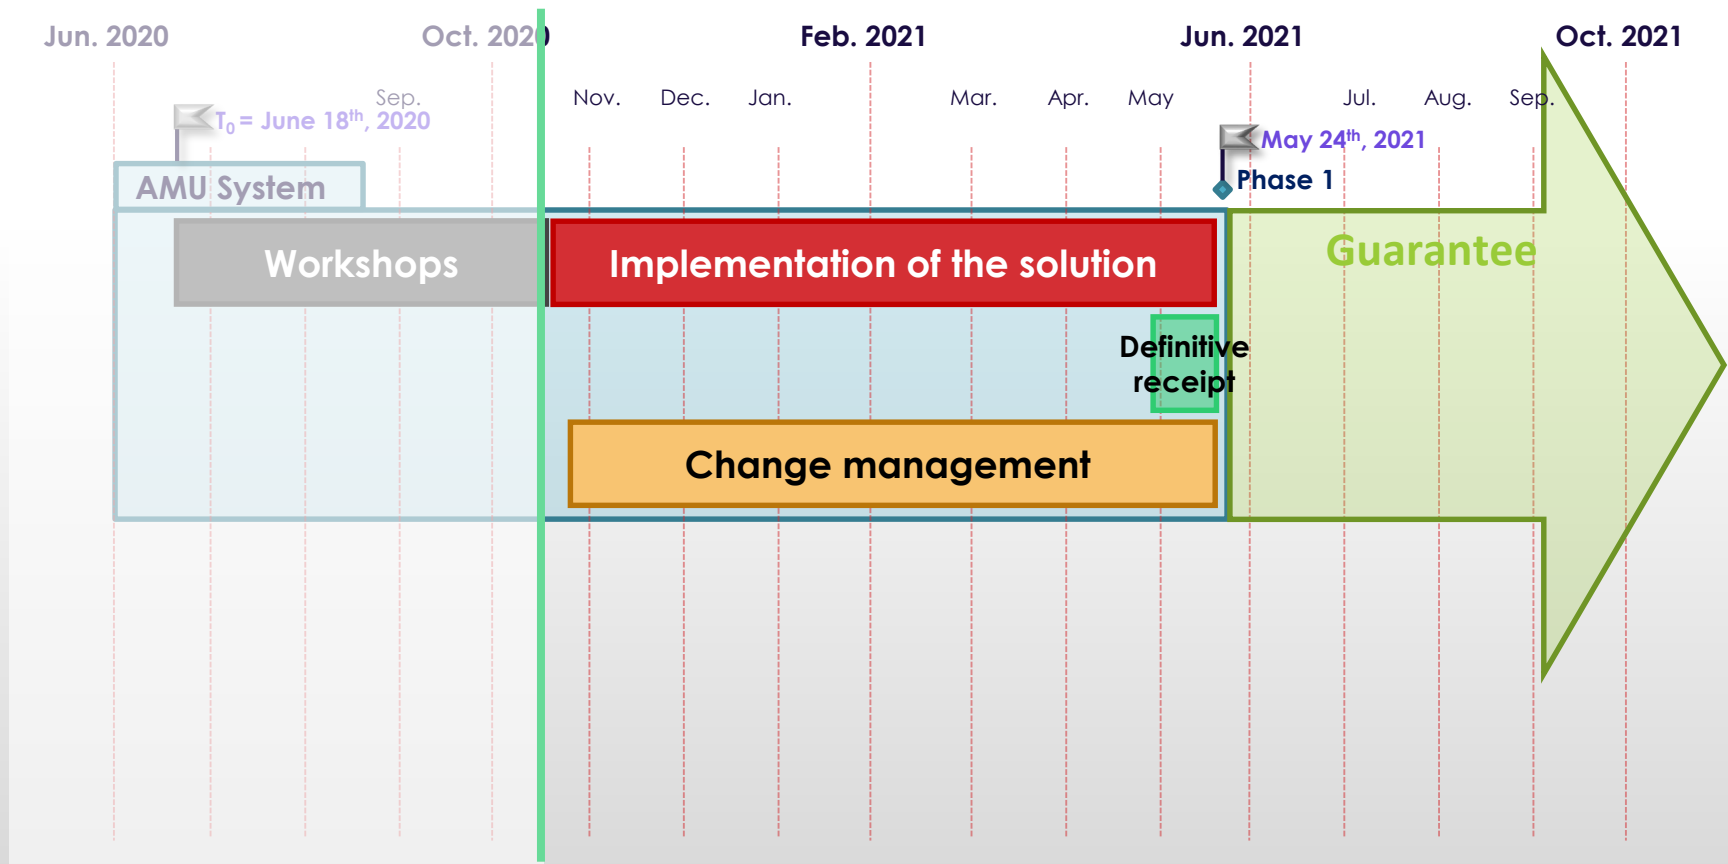 Jun. 2020
Oct. 2020
Feb. 2021
Jun. 2021
Oct. 2021
Sep.
Nov.
Dec.
Jan.
Mar.
Apr.
May
Jul.
Aug.
Sep.
T0 = June 18th, 2020
May 24th, 2021
Phase 1
AMU System
Workshops
Implementation of the solution
Guarantee
Definitive
receipt
Change management